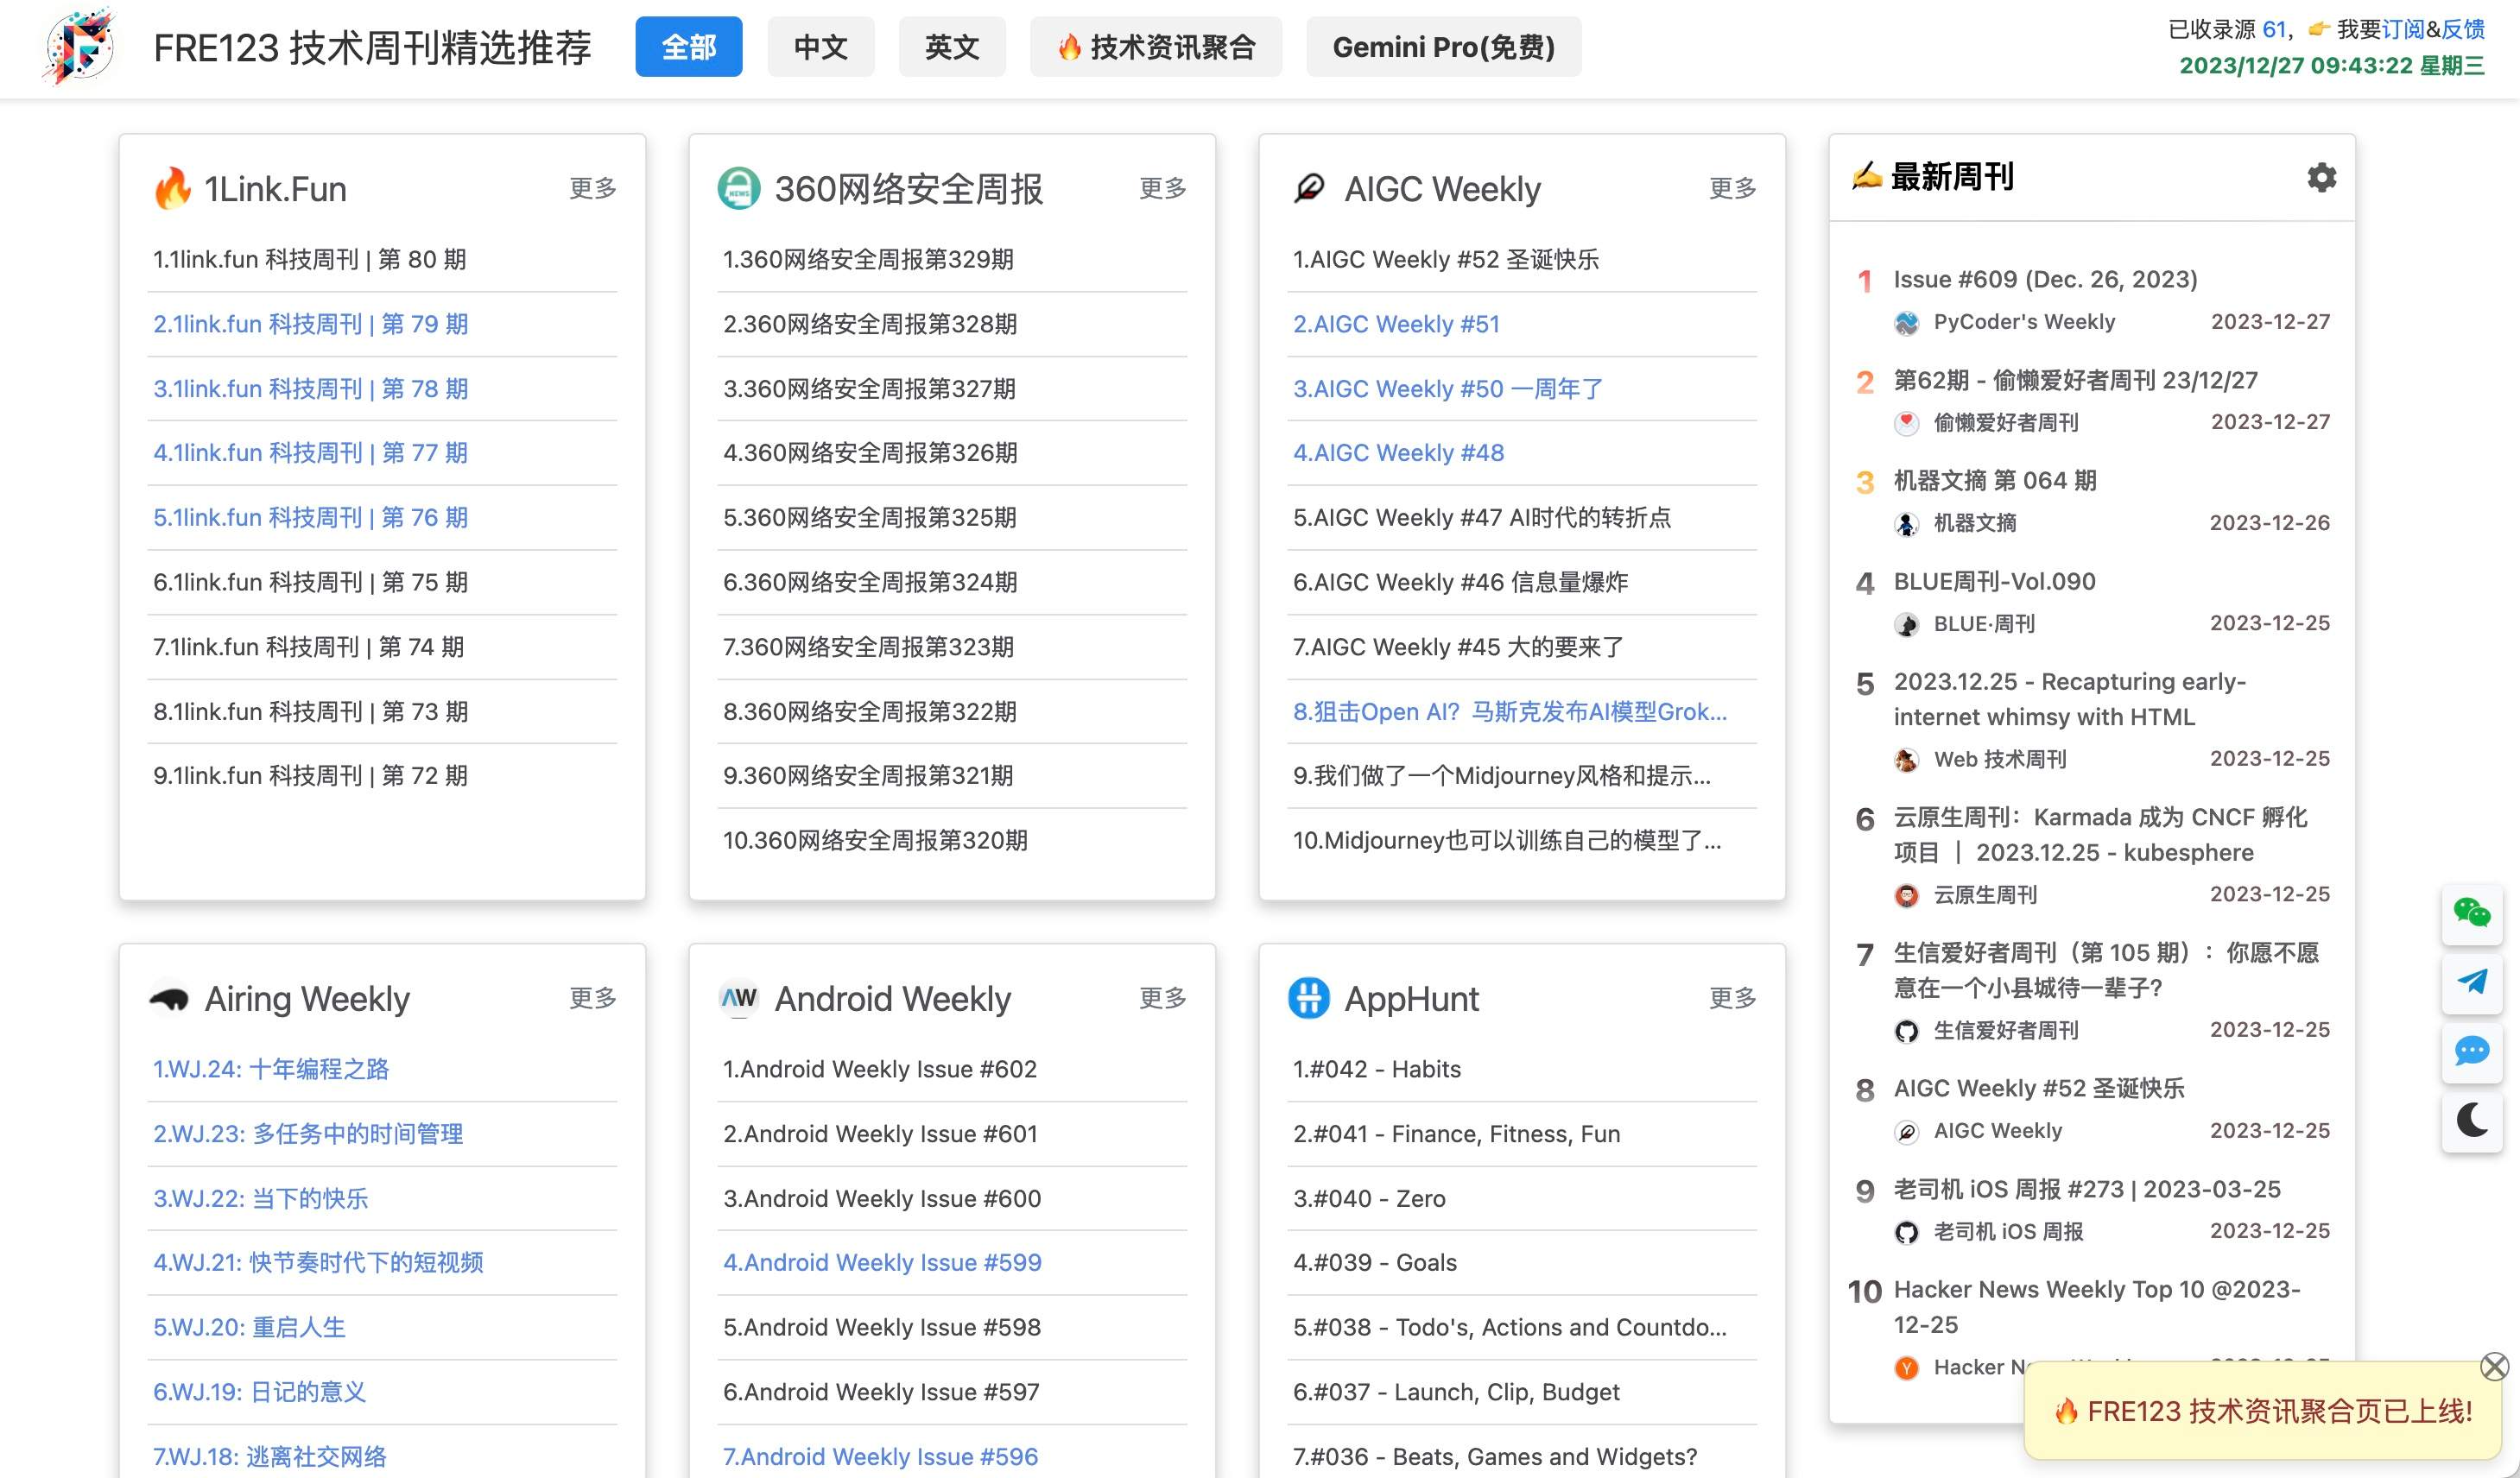 FRE123 技术周刊精选推荐
全部
中文
英文
🔥 技术资讯聚合
Gemini Pro(免费)
已收录源 61, 👉 我要订阅&反馈
2023/12/27 09:43:22 星期三
1Link.Fun
更多
1.1link.fun 科技周刊 | 第 80 期
2.1link.fun 科技周刊 | 第 79 期
3.1link.fun 科技周刊 | 第 78 期
4.1link.fun 科技周刊 | 第 77 期
5.1link.fun 科技周刊 | 第 76 期
6.1link.fun 科技周刊 | 第 75 期
7.1link.fun 科技周刊 | 第 74 期
8.1link.fun 科技周刊 | 第 73 期
9.1link.fun 科技周刊 | 第 72 期
NEWS
360网络安全周报
更多
1.360网络安全周报第329期
2.360网络安全周报第328期
3.360网络安全周报第327期
4.360网络安全周报第326期
5.360网络安全周报第325期
6.360网络安全周报第324期
7.360网络安全周报第323期
8.360网络安全周报第322期
9.360网络安全周报第321期
10.360网络安全周报第320期
AIGC Weekly
更多
1.AIGC Weekly #52 圣诞快乐
2.AIGC Weekly #51
3.AIGC Weekly #50 一周年了
4.AIGC Weekly #48
5.AIGC Weekly #47 AI时代的转折点
6.AIGC Weekly #46 信息量爆炸
7.AIGC Weekly #45 大的要来了
8.狙击Open AI? 马斯克发布AI模型Grok...
9.我们做了一个Midjourney风格和提示...
10.Midjourney也可以训练自己的模型了...
Airing Weekly
更多
1.WJ.24: 十年编程之路
2.WJ.23: 多任务中的时间管理
3.WJ.22: 当下的快乐
4.WJ.21: 快节奏时代下的短视频
5.WJ.20: 重启人生
6.WJ.19: 日记的意义
7.WJ.18: 逃离社交网络
AW
Android Weekly
更多
1.Android Weekly Issue #602
2.Android Weekly Issue #601
3.Android Weekly Issue #600
4.Android Weekly Issue #599
5.Android Weekly Issue #598
6.Android Weekly Issue #597
7.Android Weekly Issue #596
AppHunt
更多
1.#042 - Habits
2.#041 - Finance, Fitness, Fun
3.#040 - Zero
4.#039 - Goals
5.#038 - Todo's, Actions and Countdo...
6.#037 - Launch, Clip, Budget
7.#036 - Beats, Games and Widgets?
✍️ 最新周刊
1 Issue #609 (Dec. 26, 2023)
PyCoder's Weekly 2023-12-27
2 第62期 - 偷懒爱好者周刊 23/12/27
偷懒爱好者周刊 2023-12-27
3 机器文摘 第 064 期
机器文摘 2023-12-26
4 BLUE周刊-Vol.090
BLUE·周刊 2023-12-25
5 2023.12.25 - Recapturing early-
internet whimsy with HTML
Web 技术周刊 2023-12-25
6 云原生周刊：Karmada 成为 CNCF 孵化
项目 ｜ 2023.12.25 - kubesphere
云原生周刊 2023-12-25
7 生信爱好者周刊（第 105 期）：你愿不愿
意在一个小县城待一辈子?
生信爱好者周刊 2023-12-25
8 AIGC Weekly #52 圣诞快乐
AIGC Weekly 2023-12-25
9 老司机 iOS 周报 #273 | 2023-03-25
老司机 iOS 周报 2023-12-25
10 Hacker News Weekly Top 10 @2023-
12-25
Y Hacker
🔥 FRE123 技术资讯聚合页已上线!